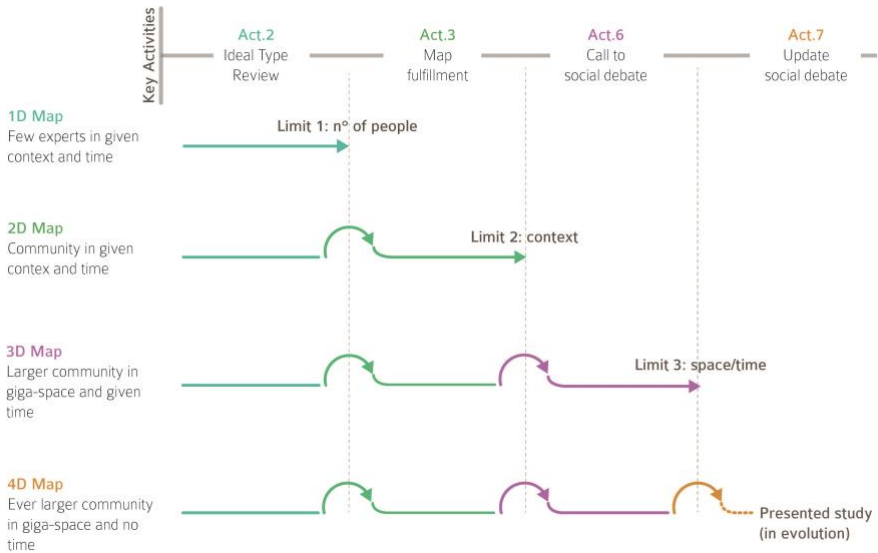 Key Activities
Act.2
Ideal Type
Review
Act.3
Map
fulfillment
Act.6
Call to
social debate
Act.7
Update
social debate
1D Map
Few experts in given
context and time
Limit 1: n° of people
2D Map
Community in given
contex and time
Limit 2: context
3D Map
Larger community in
giga-space and given
time
Limit 3: space/time
4D Map
Ever larger community
in giga-space and no
time
Presented study
(in evolution)